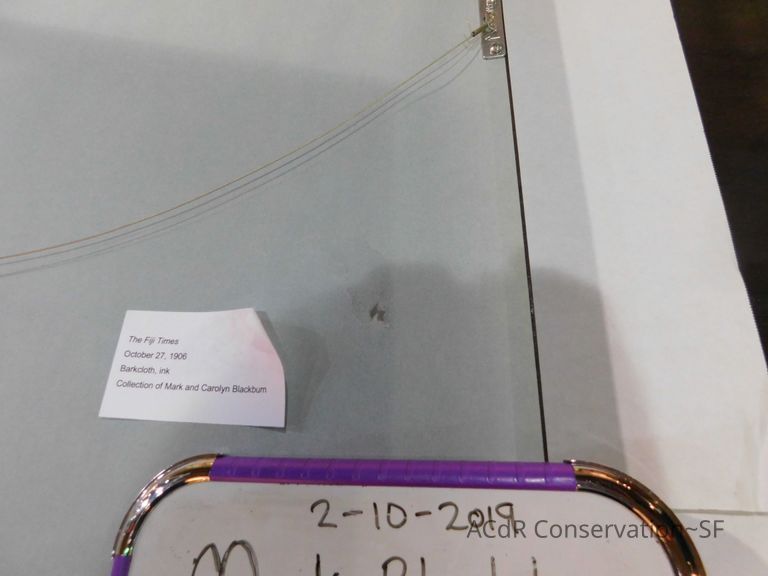 The Fiji Times
October 27, 1906
Barkcloth, ink
Collection of Mark and Carolyn Blackburn
2-10-2019
ACdR Conservation~SF